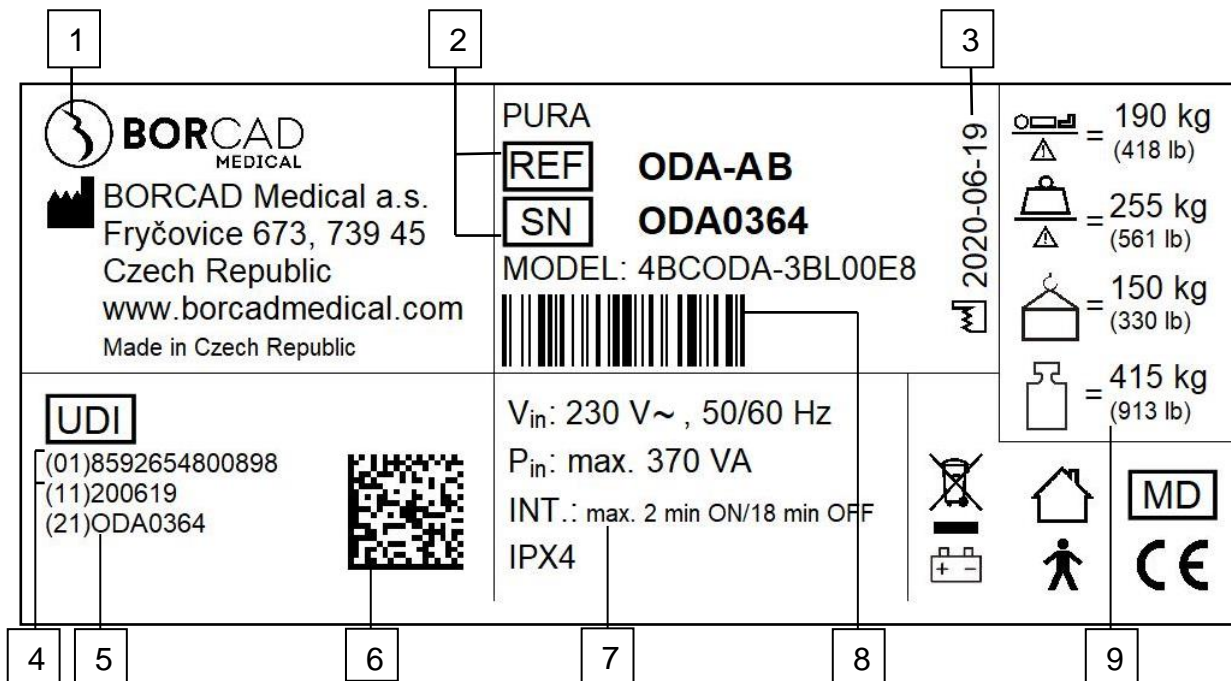 1
2
3
BORCAD
MEDICAL
BORCAD Medical a.s.
Fryčovice 673, 739 45
Czech Republic
www.borcadmedical.com
Made in Czech Republic
PURA
REF ODA-AB
SN ODA0364
MODEL: 4BCODA-3BL00E8
2020-06-19
= 190 kg
(418 lb)
= 255 kg
(561 lb)
= 150 kg
(330 lb)
= 415 kg
(913 lb)
UDI
(01)8592654800898
(11)200619
(21)ODA0364
Vin: 230 V~ , 50/60 Hz
Pin: max. 370 VA
INT.: max. 2 min ON/18 min OFF
IPX4
+ -
MD
CE
4
5
6
7
8
9